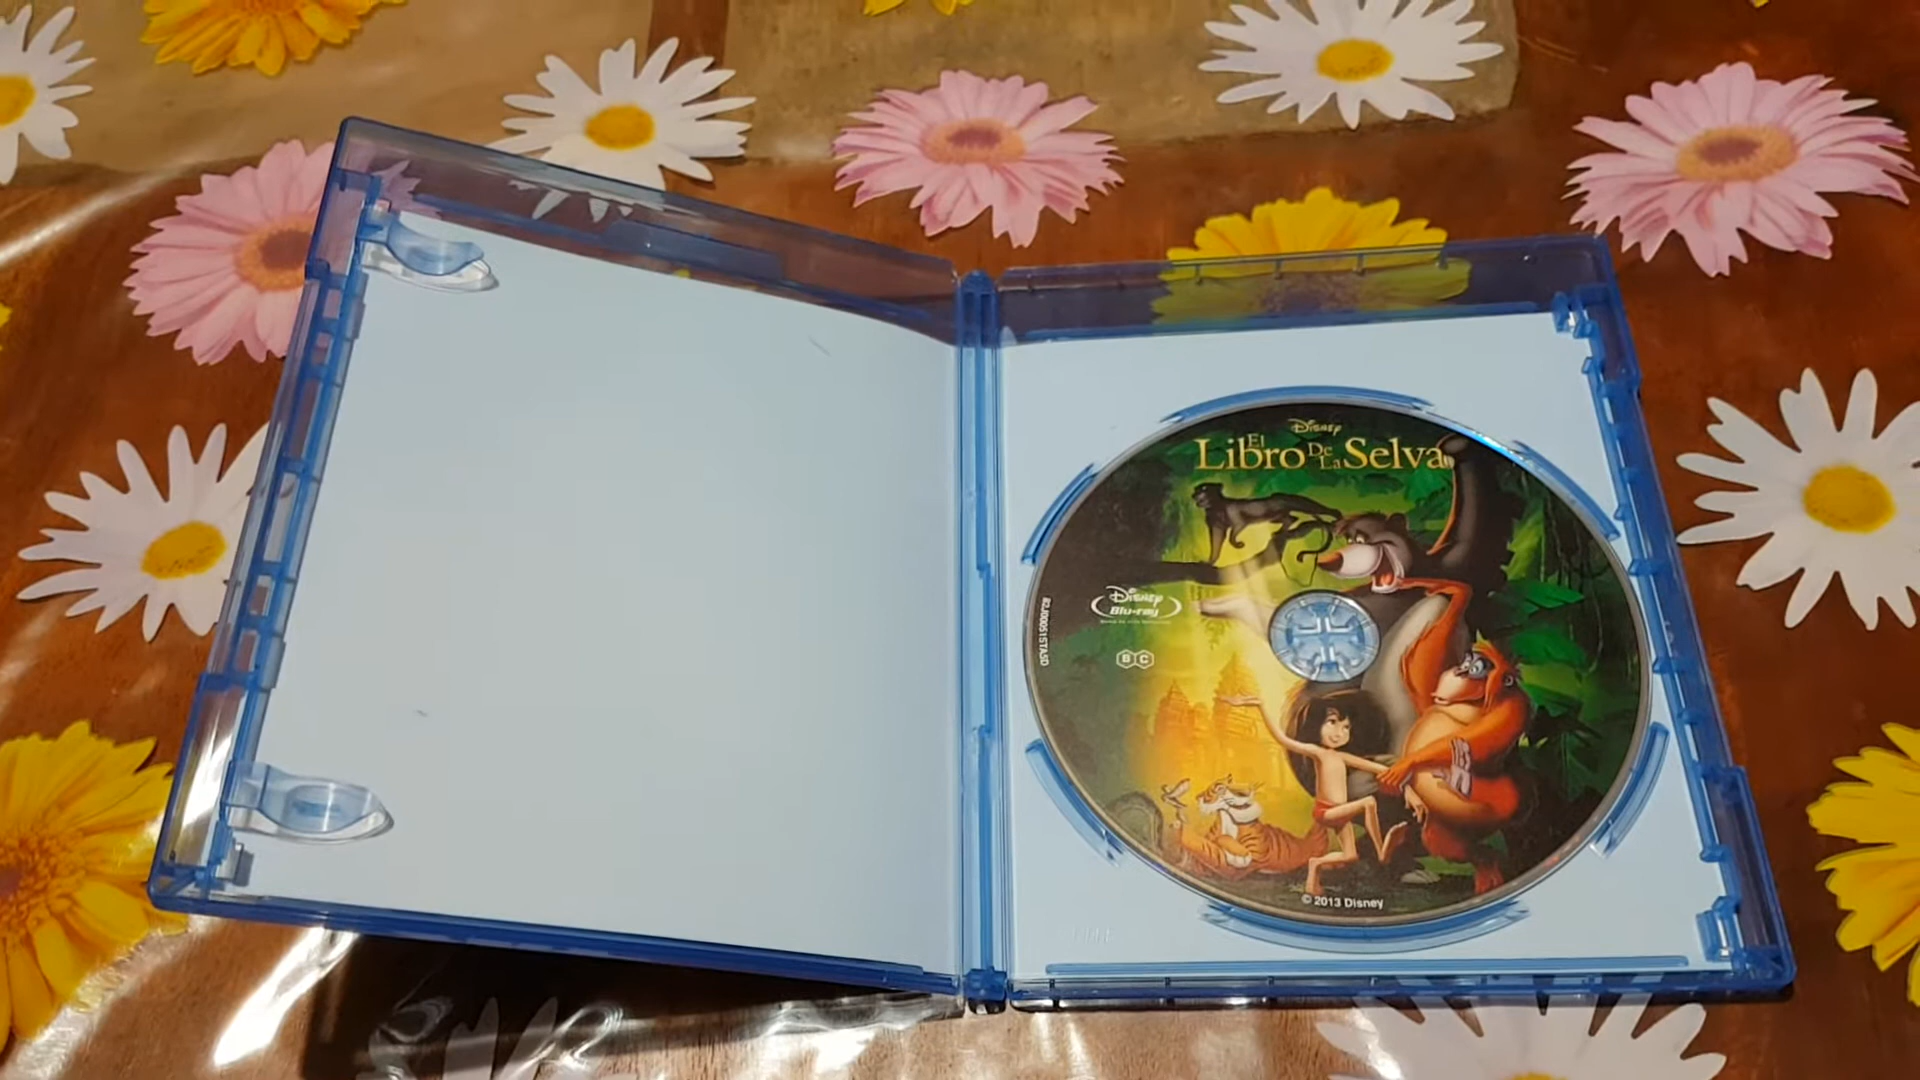 Disney
El Libro De La Selva
Disney
Blu-ray
B C
© 2013 Disney